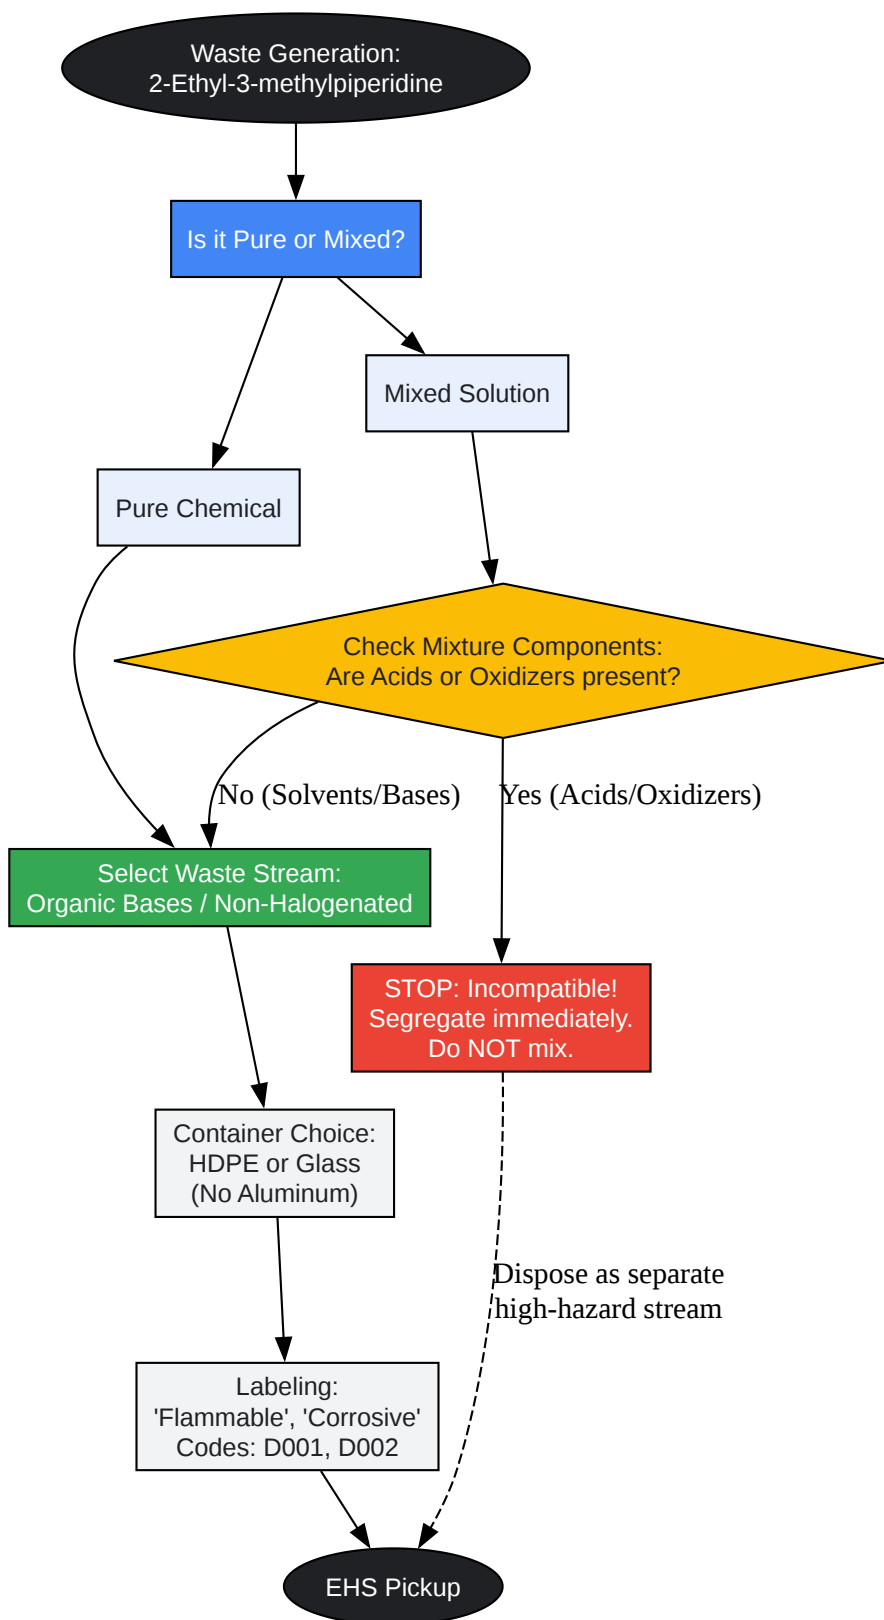 Waste Generation:
2-Ethyl-3-methylpiperidine
Is it Pure or Mixed?
Mixed Solution
Pure Chemical
Check Mixture Components:
Are Acids or Oxidizers present?
No (Solvents/Bases)
Yes (Acids/Oxidizers)
Select Waste Stream:
Organic Bases / Non-Halogenated
STOP: Incompatible!
Segregate immediately.
Do NOT mix.
Container Choice:
HDPE or Glass
(No Aluminum)
Dispose as separate
high-hazard stream
Labeling:
'Flammable', 'Corrosive'
Codes: D001, D002
EHS Pickup